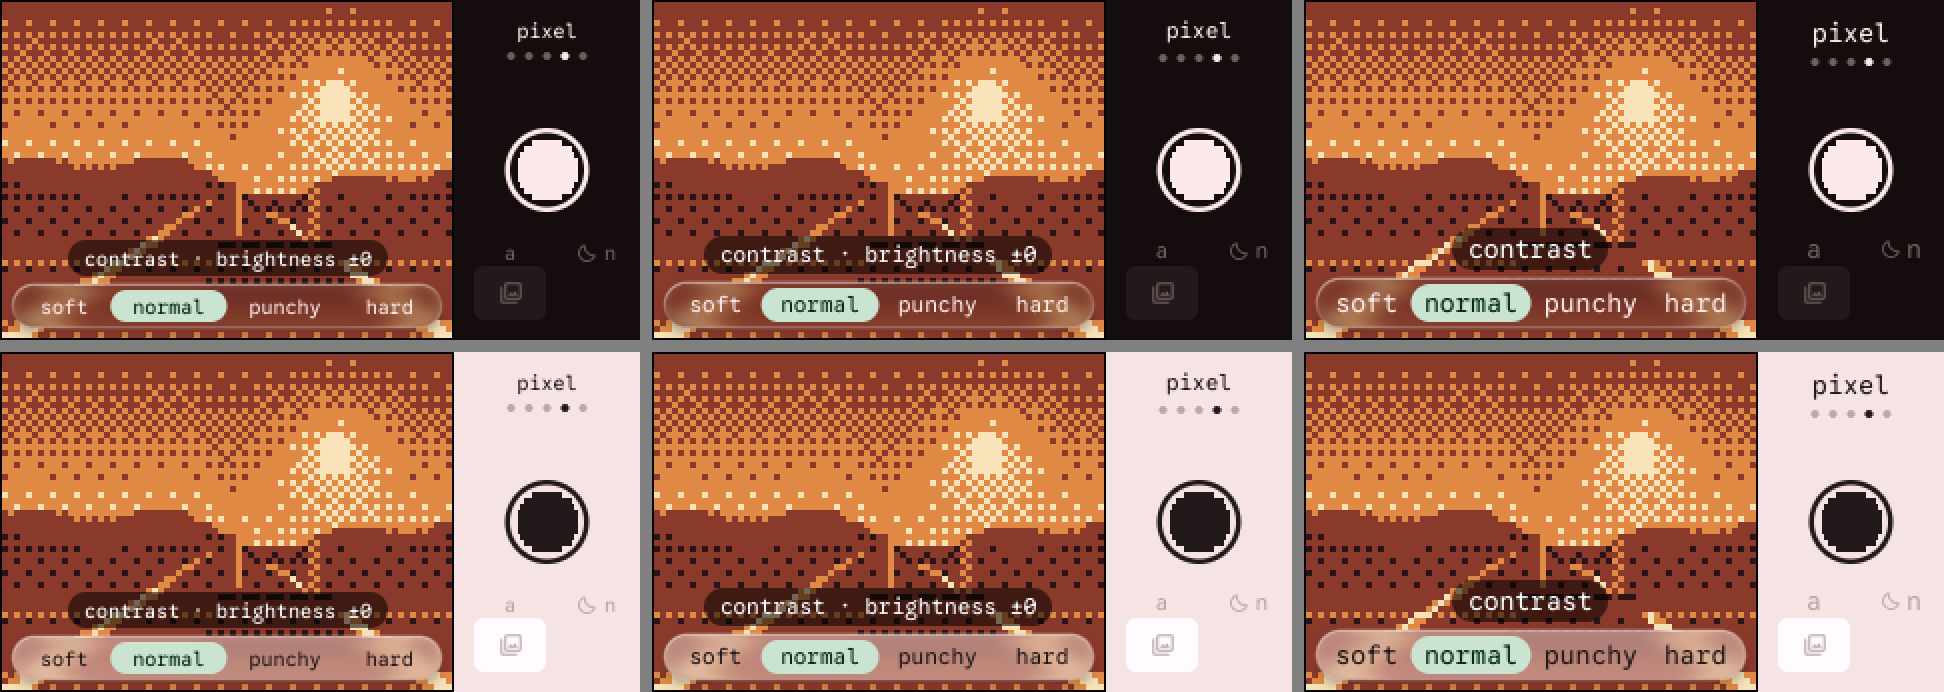 pixel
a n
contrast · brightness ±0
soft normal punchy hard
pixel
a n
contrast · brightness ±0
soft normal punchy hard
pixel
a n
contrast
soft normal punchy hard
pixel
a n
contrast · brightness ±0
soft normal punchy hard
pixel
a n
contrast · brightness ±0
soft normal punchy hard
pixel
a n
contrast
soft normal punchy hard